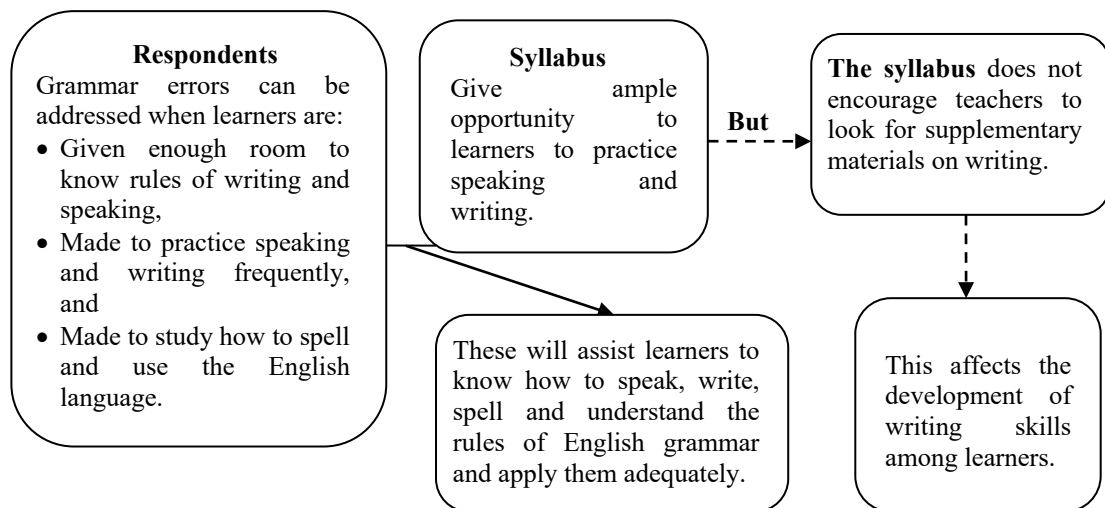 Respondents
Grammar errors can be
addressed when learners are:
• Given enough room to
know rules of writing and
speaking,
• Made to practice speaking
and writing frequently,
and
• Made to study how to spell
and use the English
language.
Syllabus
Give ample
opportunity to
learners to practice
speaking and
writing.
But
The syllabus does not
encourage teachers to
look for supplementary
materials on writing.
These will assist learners to
know how to speak, write,
spell and understand the
rules of English grammar
and apply them adequately.
This affects the
development of
writing skills
among learners.